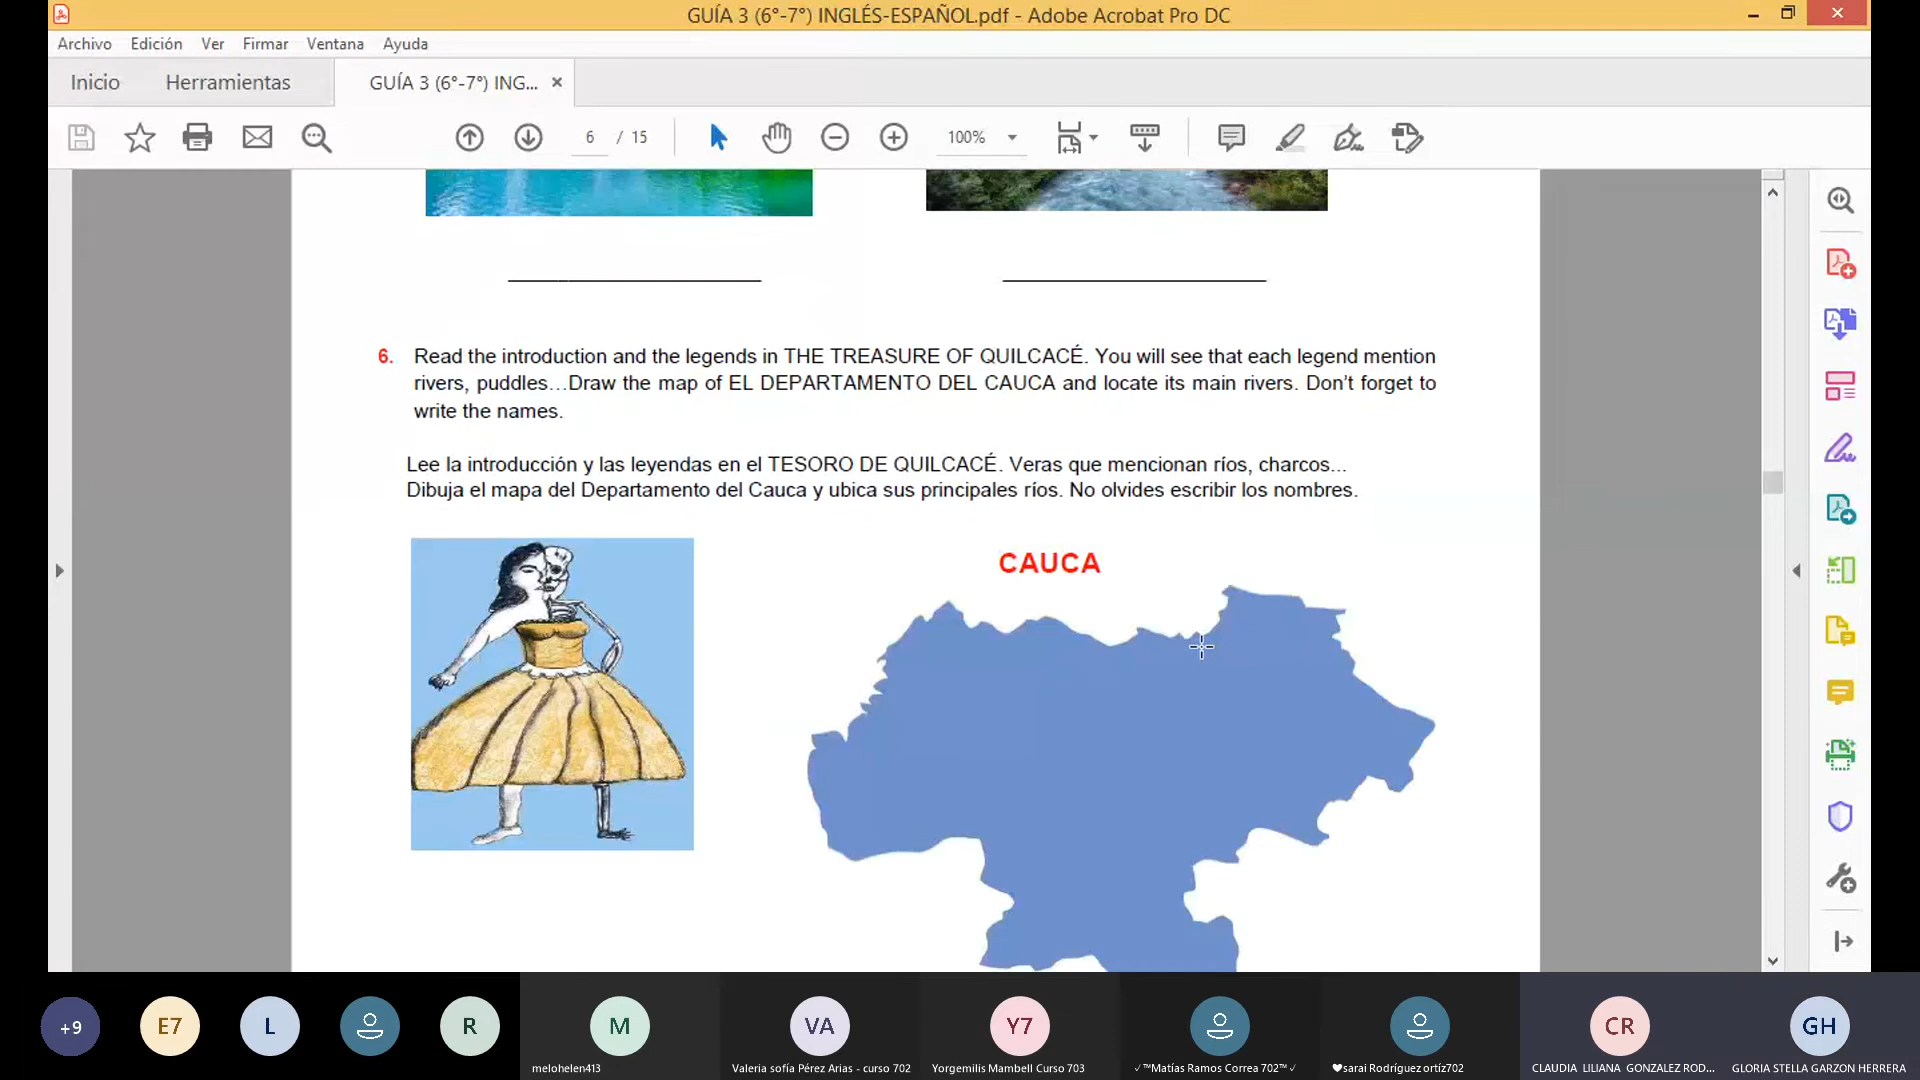 GUÍA 3 (6°-7°) INGLÉS-ESPAÑOL.pdf - Adobe Acrobat Pro DC
Archivo Edición Ver Firmar Ventana Ayuda
Inicio Herramientas GUÍA 3 (6°-7°) ING... ×
6 / 15 100%
6. Read the introduction and the legends in THE TREASURE OF QUILCACÉ. You will see that each legend mention
rivers, puddles…Draw the map of EL DEPARTAMENTO DEL CAUCA and locate its main rivers. Don't forget to
write the names.
Lee la introducción y las leyendas en el TESORO DE QUILCACÉ. Veras que mencionan ríos, charcos...
Dibuja el mapa del Departamento del Cauca y ubica sus principales ríos. No olvides escribir los nombres.
CAUCA
+9 E7 L R M VA Y7 CR GH
melohelen413 Valeria sofía Pérez Arias - curso 702 Yorgemilis Mambell Curso 703 ✓™Matías Ramos Correa 702™✓ ♥sarai Rodríguez ortíz702 CLAUDIA LILIANA GONZALEZ ROD... GLORIA STELLA GARZON HERRERA